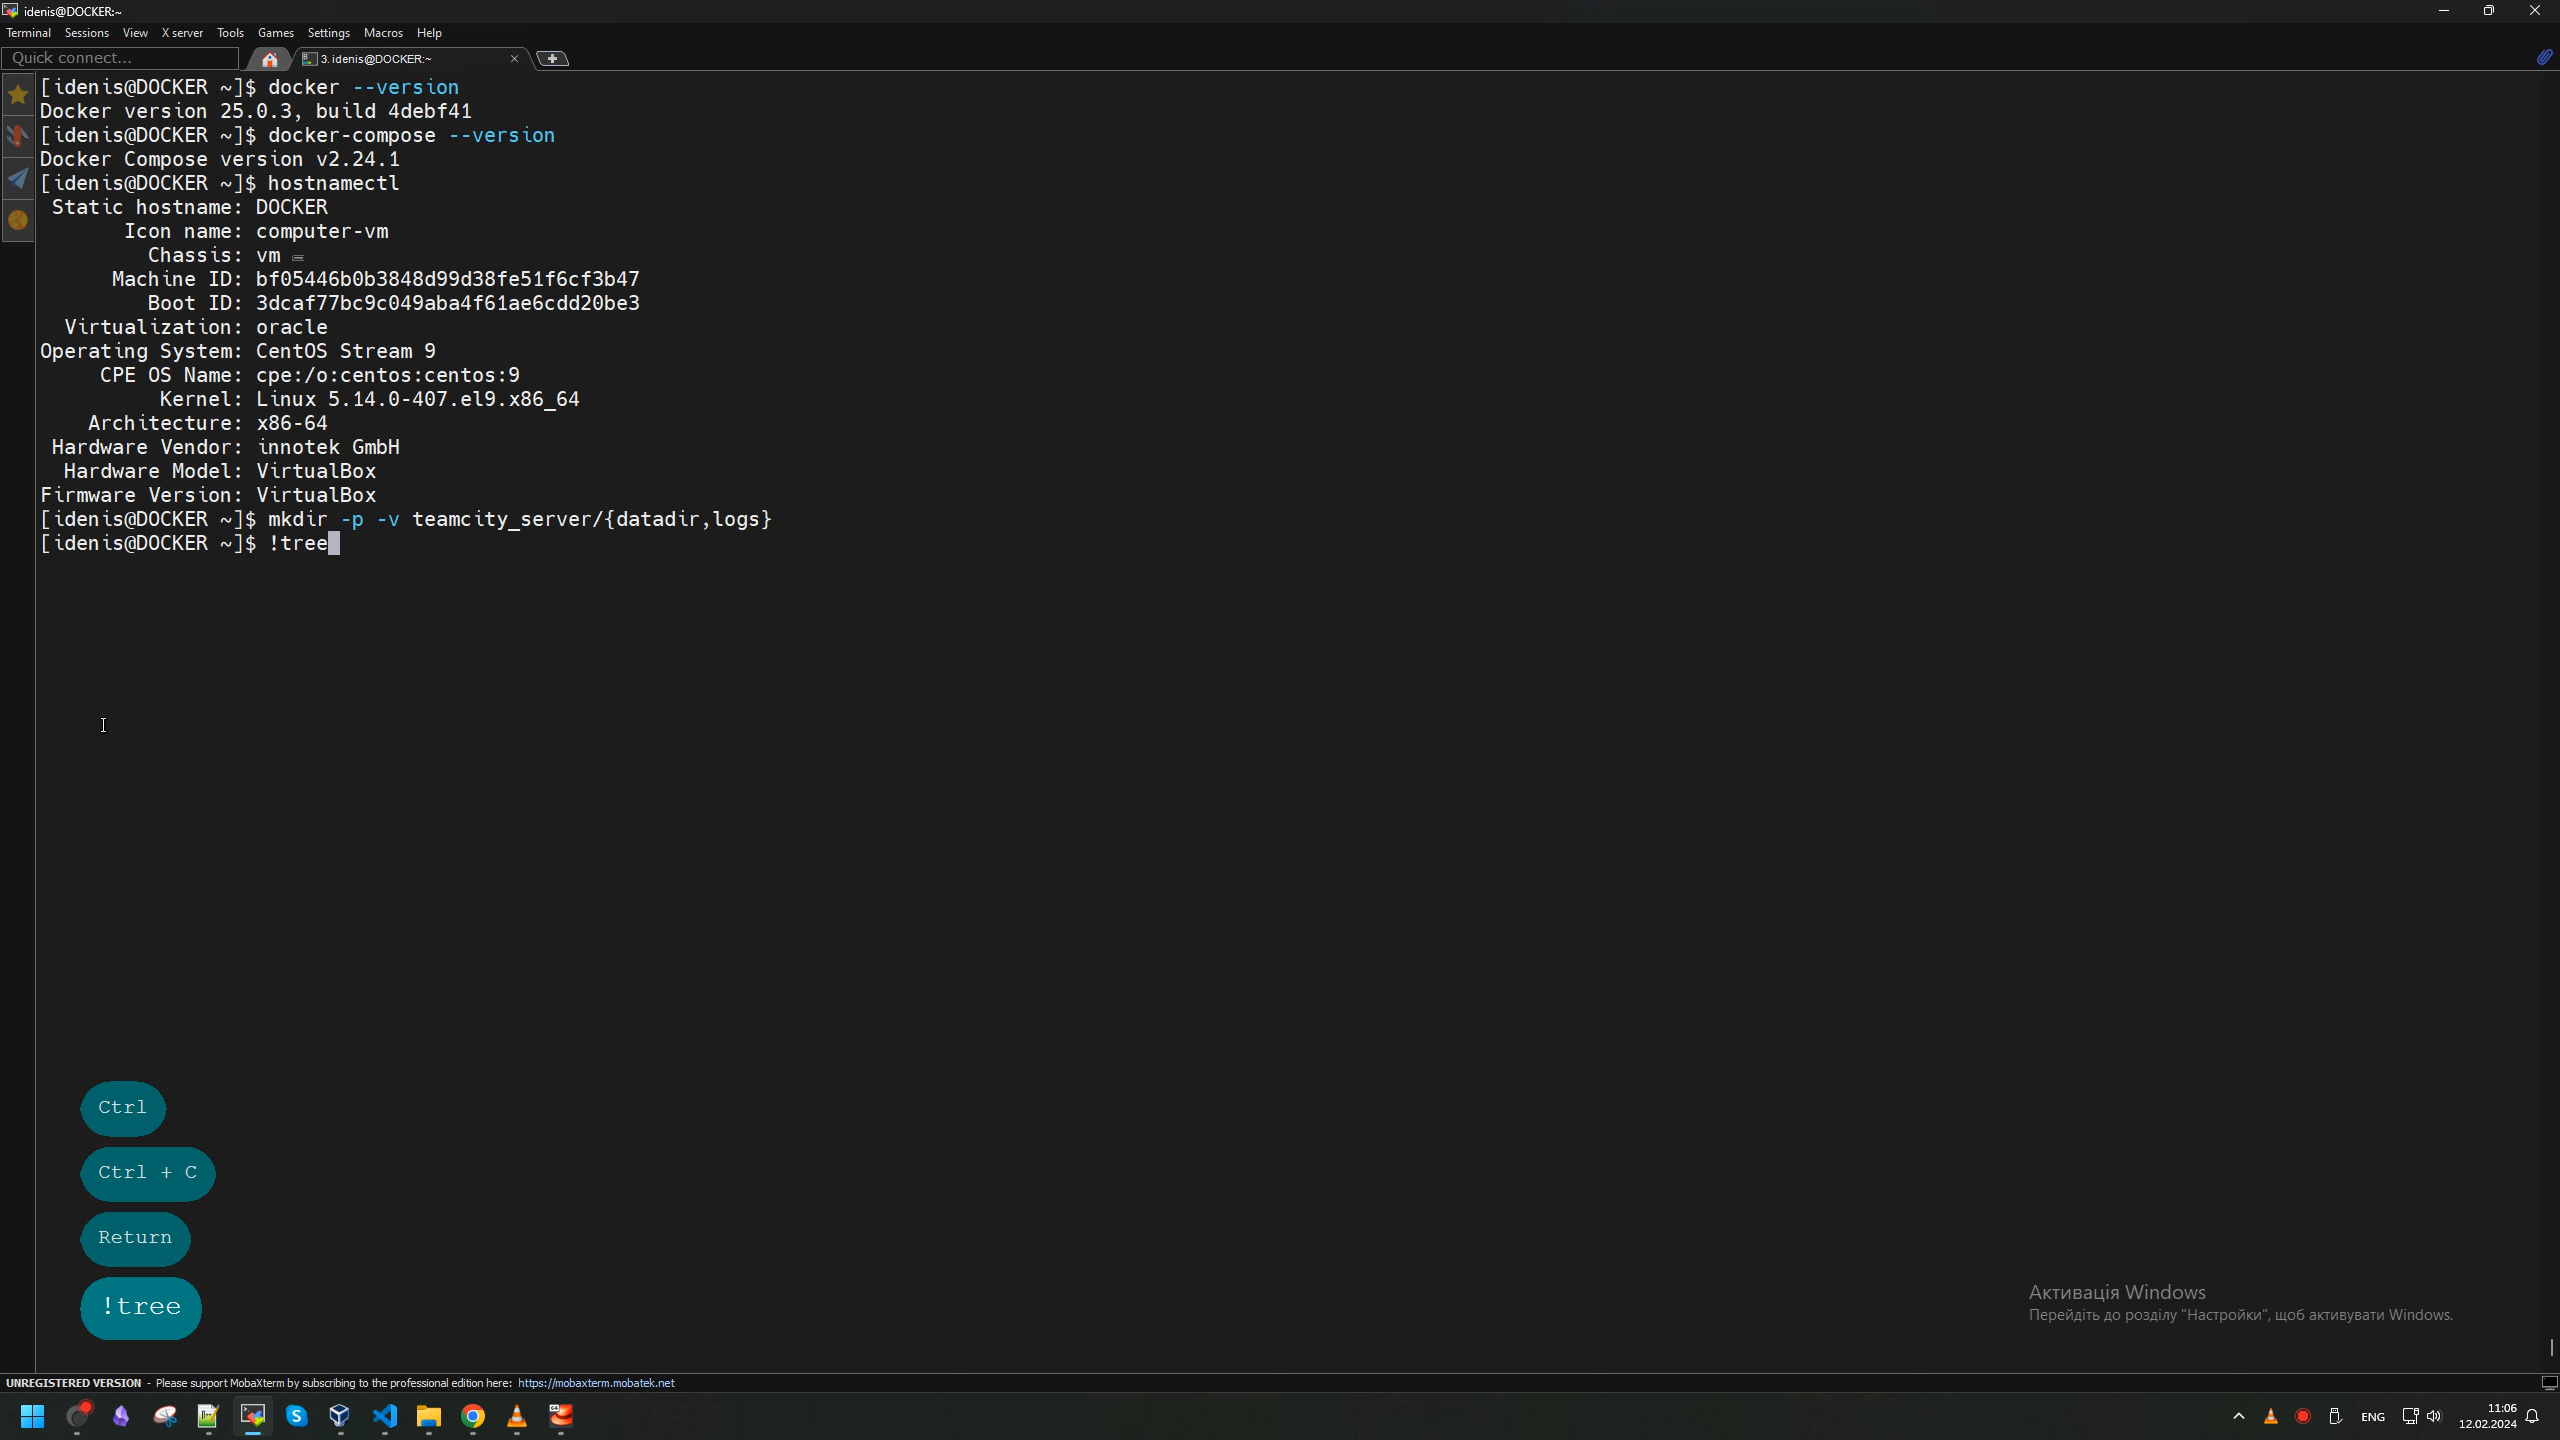 idenis@DOCKER:~
Terminal Sessions View X server Tools Games Settings Macros Help
Quick connect...
3. idenis@DOCKER:~
[idenis@DOCKER ~]$ docker --version
Docker version 25.0.3, build 4debf41
[idenis@DOCKER ~]$ docker-compose --version
Docker Compose version v2.24.1
[idenis@DOCKER ~]$ hostnamectl
Static hostname: DOCKER
Icon name: computer-vm
Chassis: vm
Machine ID: bf05446b0b3848d99d38fe51f6cf3b47
Boot ID: 3dcaf77bc9c049aba4f61ae6cdd20be3
Virtualization: oracle
Operating System: CentOS Stream 9
CPE OS Name: cpe:/o:centos:centos:9
Kernel: Linux 5.14.0-407.el9.x86_64
Architecture: x86-64
Hardware Vendor: innotek GmbH
Hardware Model: VirtualBox
Firmware Version: VirtualBox
[idenis@DOCKER ~]$ mkdir -p -v teamcity_server/{datadir,logs}
[idenis@DOCKER ~]$ !tree
Ctrl
Ctrl + C
Return
!tree
Активація Windows
Перейдіть до розділу "Настройки", щоб активувати Windows.
UNREGISTERED VERSION - Please support MobaXterm by subscribing to the professional edition here: https://mobaxterm.mobatek.net
ENG
11:06
12.02.2024